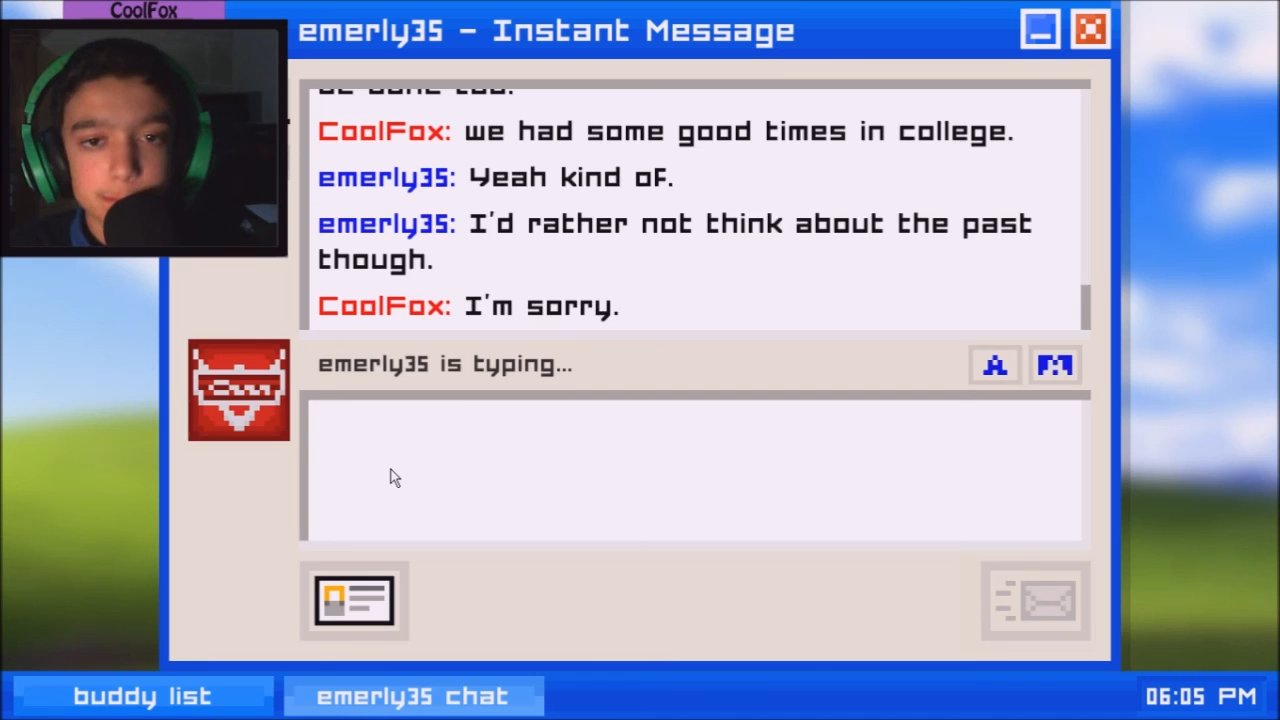 CoolFox
emerly35 - Instant Message
CoolFox: we had some good times in college.
emerly35: Yeah kind of.
emerly35: I'd rather not think about the past
though.
CoolFox: I'm sorry.
emerly35 is typing...
A
buddy list
emerly35 chat
06:05 PM